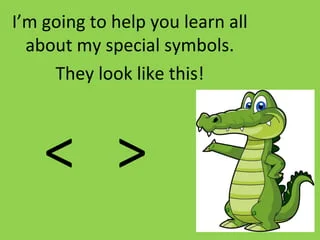 I’m going to help you learn all
about my special symbols.
They look like this!
< >